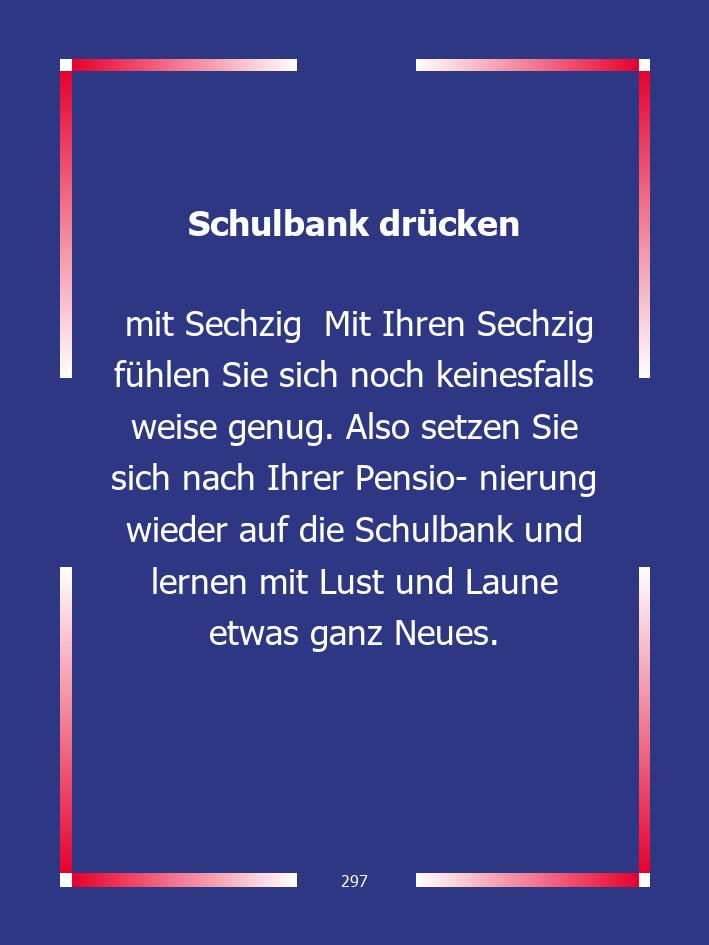 Schulbank drücken
mit Sechzig  Mit Ihren Sechzig
fühlen Sie sich noch keinesfalls
weise genug. Also setzen Sie
sich nach Ihrer Pensio- nierung
wieder auf die Schulbank und
lernen mit Lust und Laune
etwas ganz Neues.
297